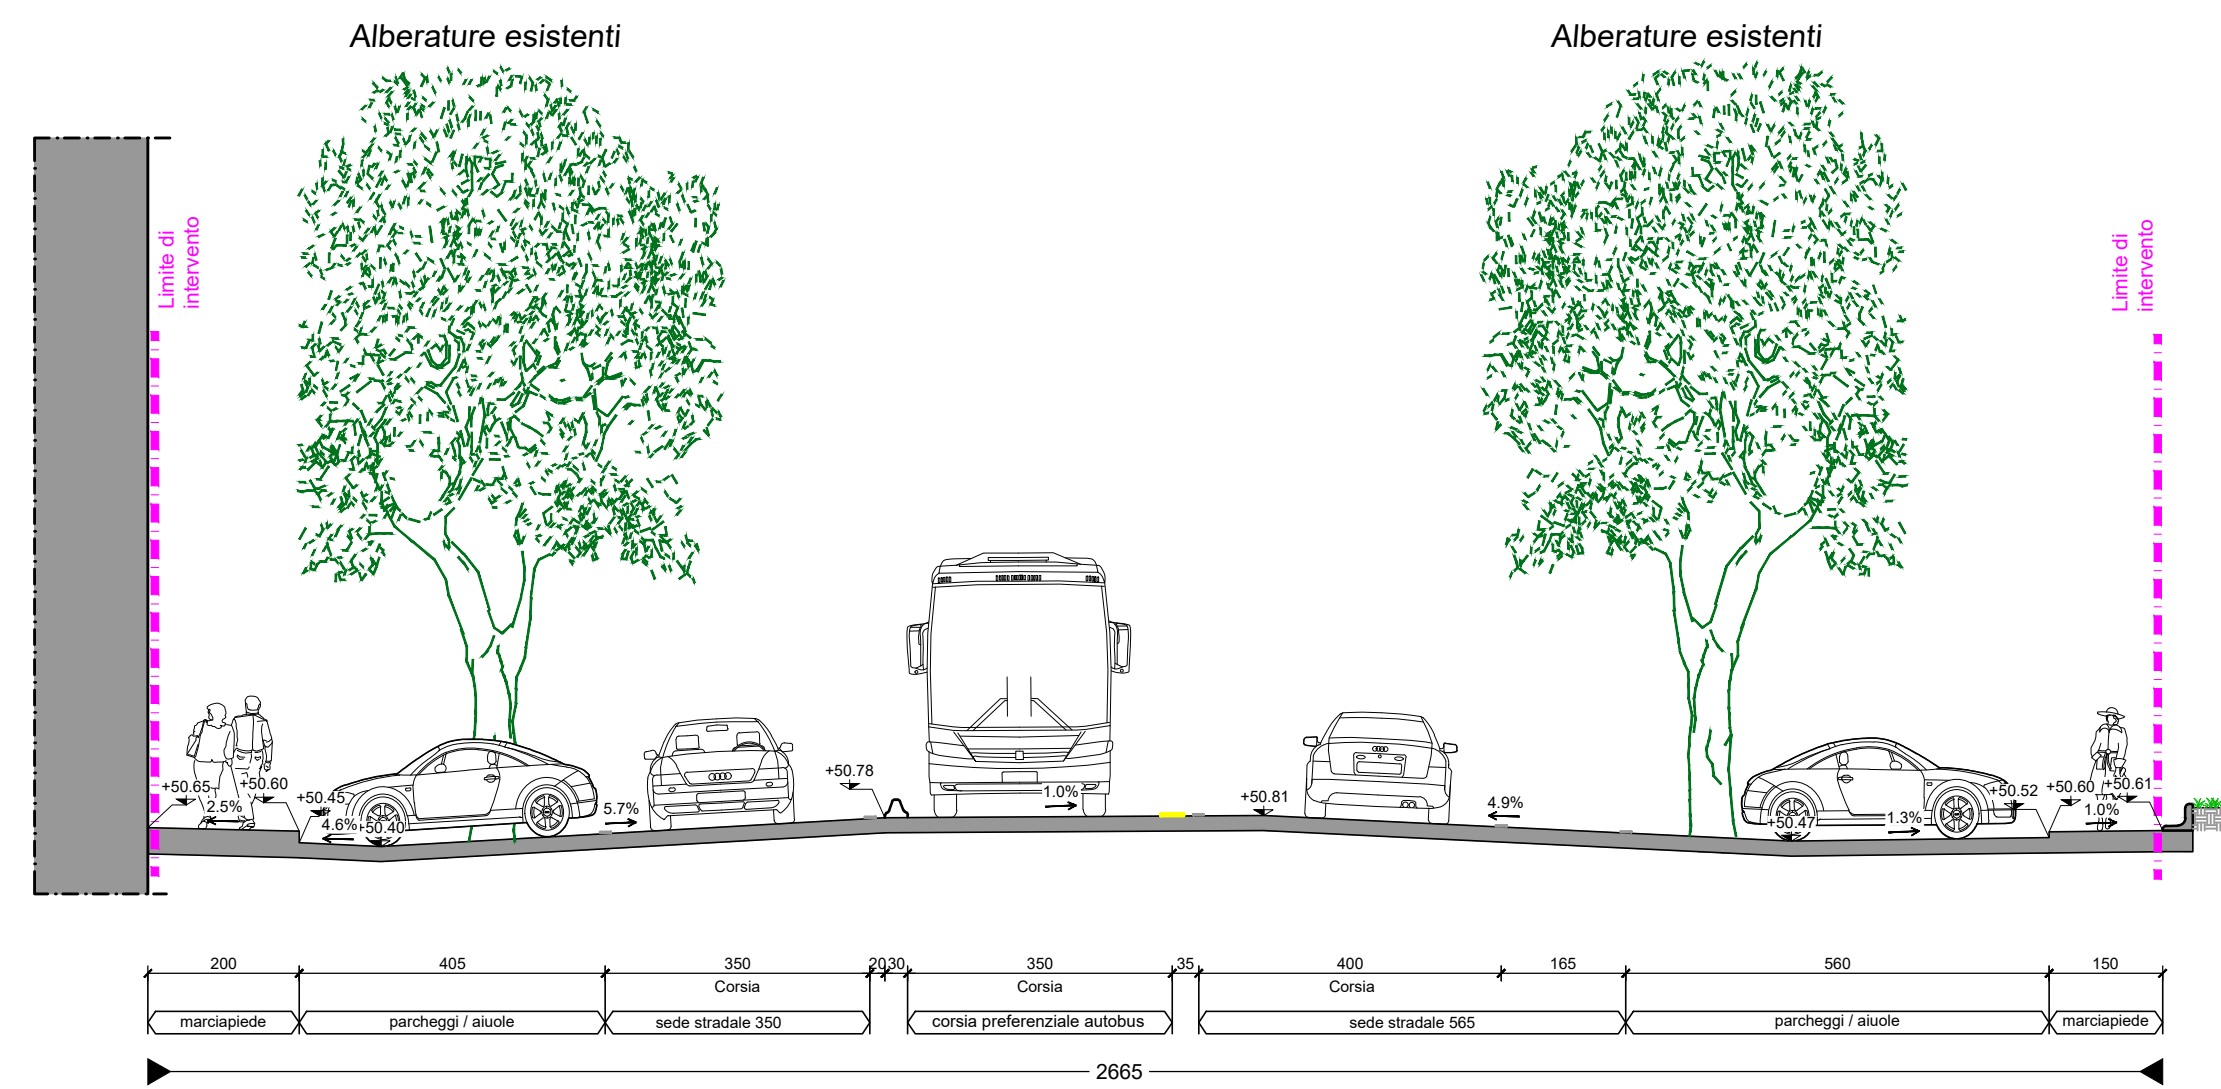 Alberature esistenti
Alberature esistenti
Limite di
intervento
Limite di
intervento
+50.65
2.5%
+50.60
+50.45
4.6%
+50.40
5.7%
+50.78
1.0%
+50.81
4.9%
+50.47
1.3%
+50.52
+50.60
1.0%
+50.61
200
405
350
20
30
350
35
400
165
560
150
Corsia
Corsia
Corsia
marciapiede
parcheggi / aiuole
sede stradale 350
corsia preferenziale autobus
sede stradale 565
parcheggi / aiuole
marciapiede
2665